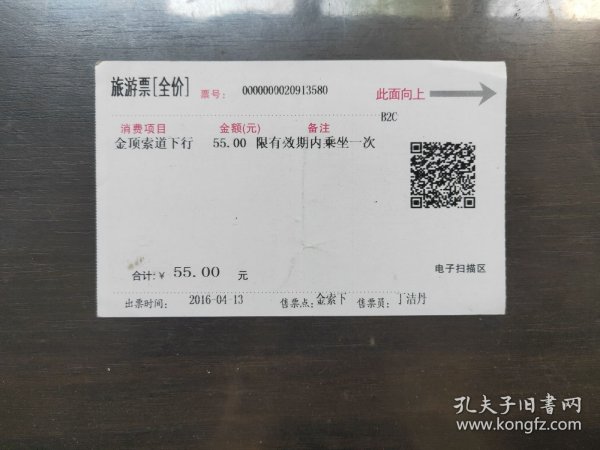 旅游票[全价] 票号: 0000000020913580 此面向上
B2C
消费项目 金额(元) 备注
金顶索道下行 55.00 限有效期内乘坐一次
电子扫描区
合计:¥ 55.00 元
出票时间: 2016-04-13 售票点:金索下 售票员: 丁洁丹
孔夫子旧书网
www.kongfz.com